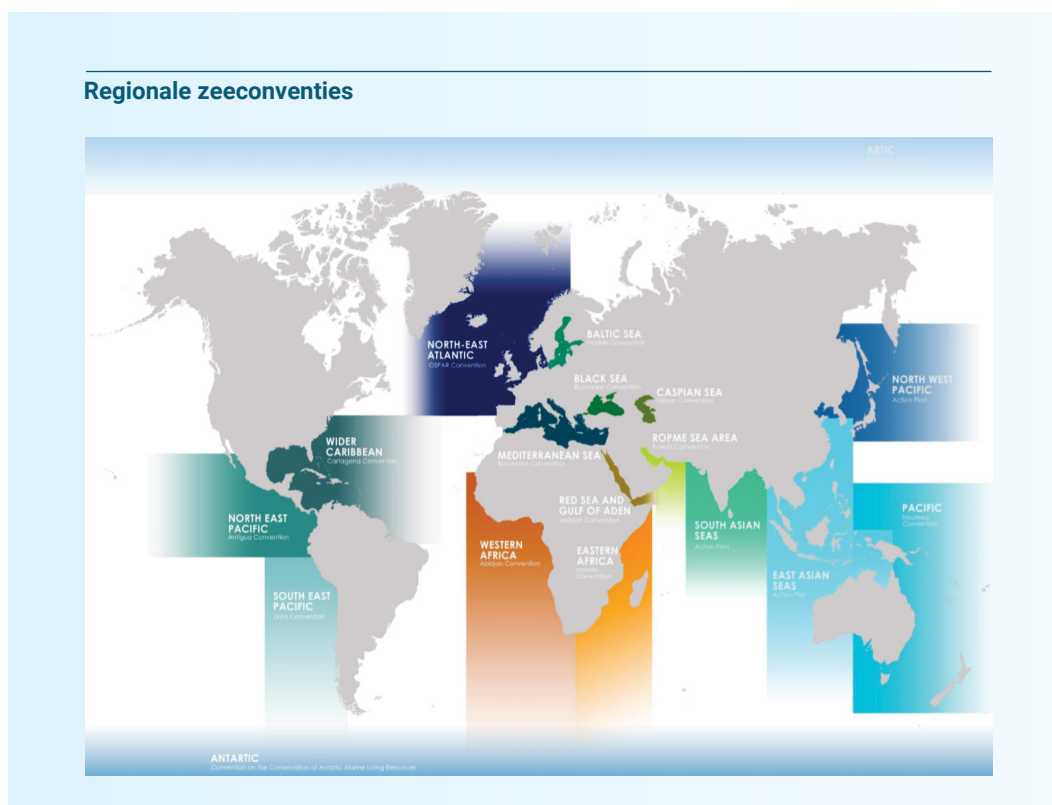 Regionale zeeconventies
ARTIC
NORTH-EAST
ATLANTIC
OSPAR Convention
BALTIC SEA
Helsinki Convention
BLACK SEA
Bucharest Convention
CASPIAN SEA
Tehran Convention
NORTH WEST
PACIFIC
Action Plan
WIDER
CARIBBEAN
Cartagena Convention
MEDITERRANEAN SEA
Barcelona Convention
ROPME SEA AREA
Kuwait Convention
RED SEA AND
GULF OF ADEN
Jeddah Convention
NORTH EAST
PACIFIC
Antigua Convention
WESTERN
AFRICA
Abidjan Convention
EASTERN
AFRICA
Nairobi
Convention
SOUTH ASIAN
SEAS
Action Plan
PACIFIC
Noumea
Convention
EAST ASIAN
SEAS
Action Plan
SOUTH EAST
PACIFIC
Lima Convention
ANTARTIC
Convention on the Conservation of Antartic Marine Living Resources